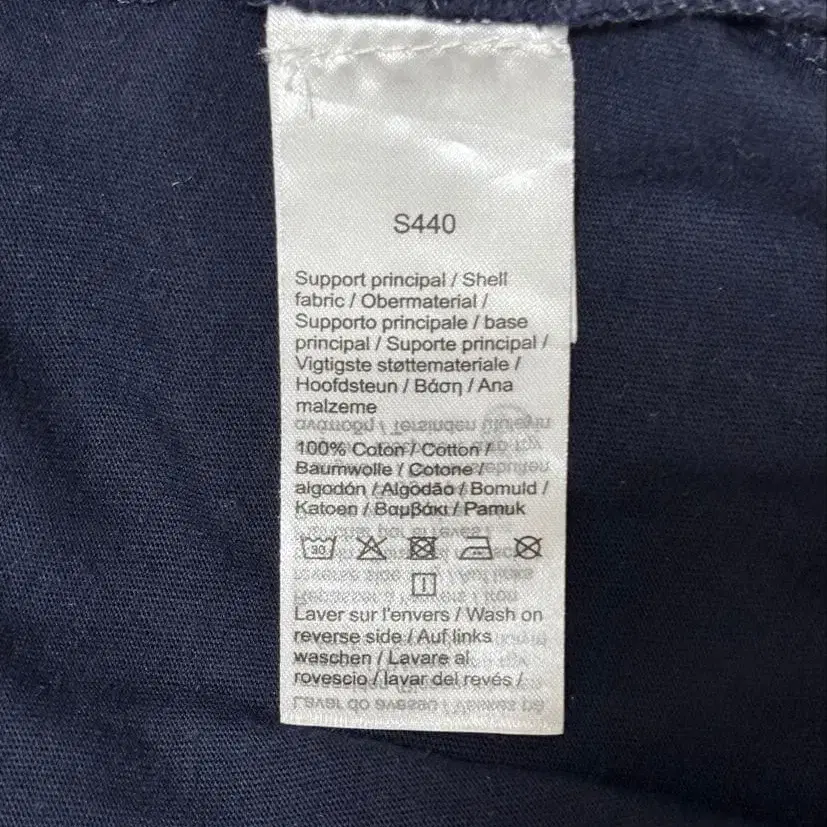 S440
Support principal / Shell
fabric / Obermaterial /
Supporto principale / base
principal / Suporte principal /
Vigtigste støttemateriale /
Hoofdsteun / Βάση / Ana
malzeme
100% Coton / Cotton /
Baumwolle / Cotone /
algodón / Algodão / Bomuld /
Katoen / Βαμβάκι / Pamuk
30
Laver sur l'envers / Wash on
reverse side / Auf links
waschen / Lavare al
rovescio / lavar del revés /